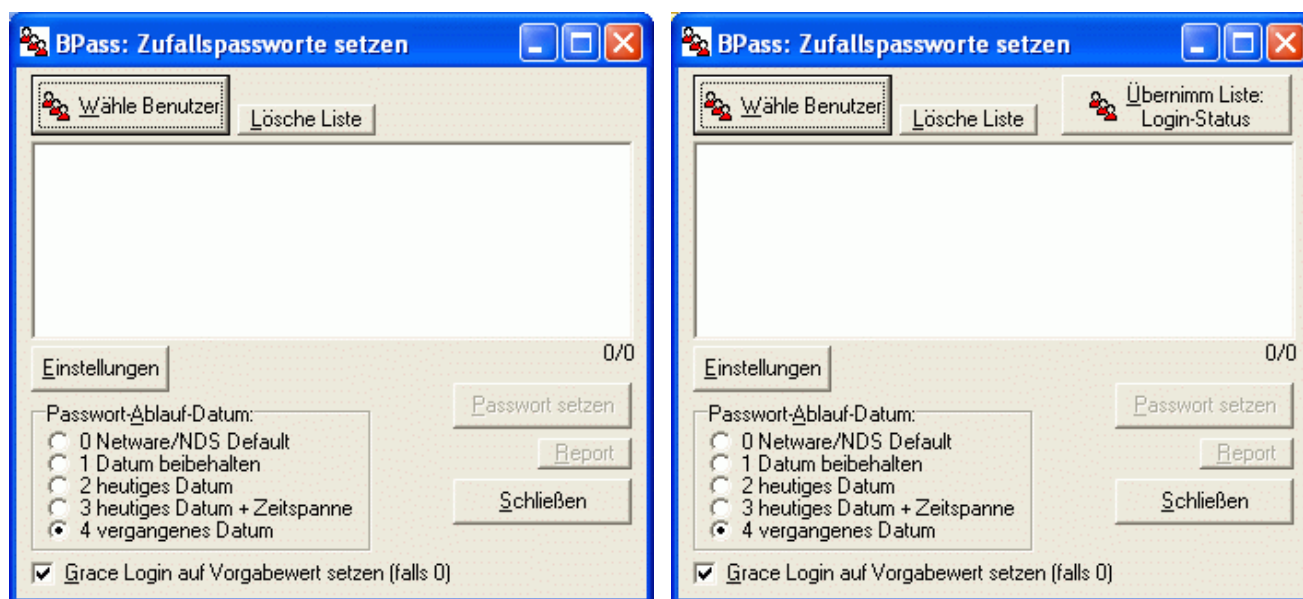 BPass: Zufallspassworte setzen
Wähle Benutzer
Lösche Liste
0/0
Einstellungen
Passwort-Ablauf-Datum:
0 Netware/NDS Default
1 Datum beibehalten
2 heutiges Datum
3 heutiges Datum + Zeitspanne
4 vergangenes Datum
Passwort setzen
Report
Schließen
Grace Login auf Vorgabewert setzen (falls 0)
BPass: Zufallspassworte setzen
Wähle Benutzer
Lösche Liste
Übernimm Liste:
Login-Status
0/0
Einstellungen
Passwort-Ablauf-Datum:
0 Netware/NDS Default
1 Datum beibehalten
2 heutiges Datum
3 heutiges Datum + Zeitspanne
4 vergangenes Datum
Passwort setzen
Report
Schließen
Grace Login auf Vorgabewert setzen (falls 0)